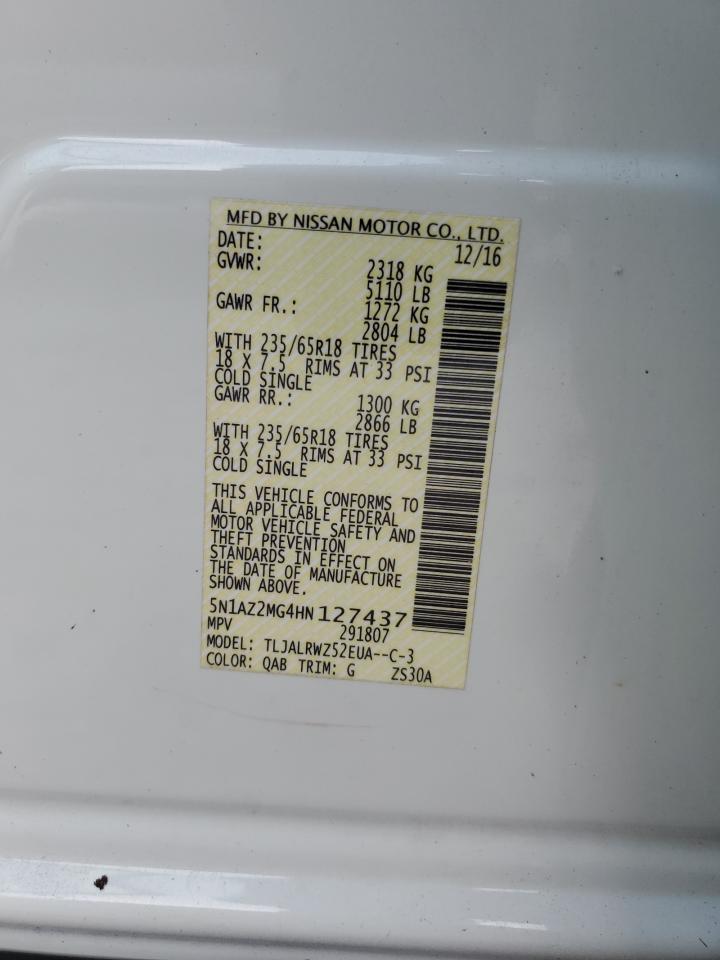 MFD BY NISSAN MOTOR CO., LTD.
DATE: 12/16
GVWR: 2318 KG
5110 LB
GAWR FR.: 1272 KG
2804 LB
WITH 235/65R18 TIRES
18 X 7.5 RIMS AT 33 PSI
COLD SINGLE
GAWR RR.: 1300 KG
2866 LB
WITH 235/65R18 TIRES
18 X 7.5 RIMS AT 33 PSI
COLD SINGLE
THIS VEHICLE CONFORMS TO
ALL APPLICABLE FEDERAL
MOTOR VEHICLE SAFETY AND
THEFT PREVENTION
STANDARDS IN EFFECT ON
THE DATE OF MANUFACTURE
SHOWN ABOVE.
5N1AZ2MG4HN127437
MPV 291807
MODEL: TLJALRWZ52EUA--C-3
COLOR: QAB TRIM: G ZS30A